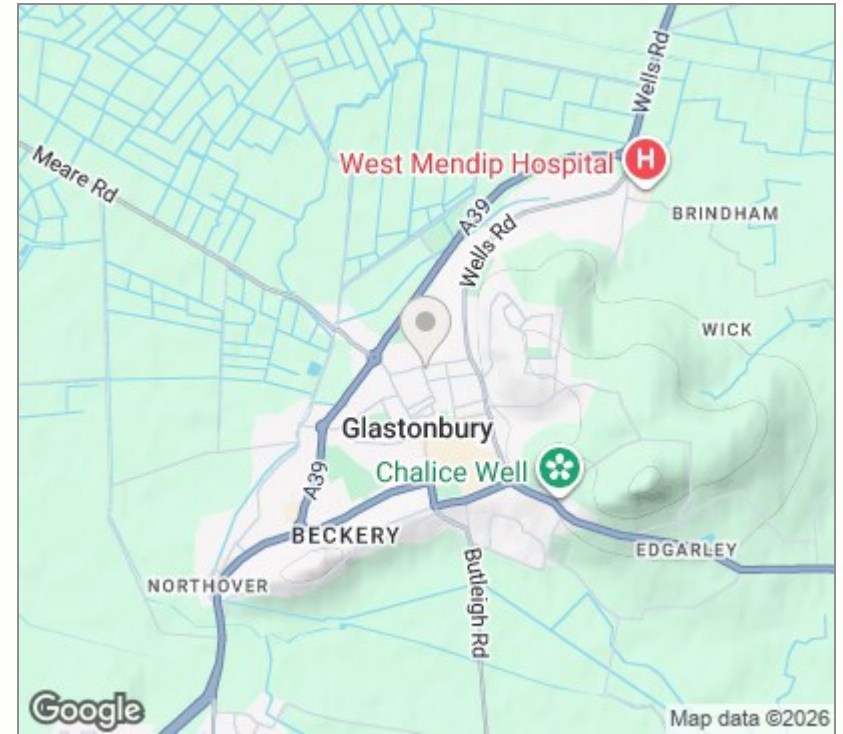 Wells Rd
Meare Rd
West Mendip Hospital
H
BRINDHAM
A39
Wells Rd
WICK
Glastonbury
Chalice Well
A39
BECKERY
EDGARLEY
NORTHOVER
Butleigh Rd
Google
Map data ©2026